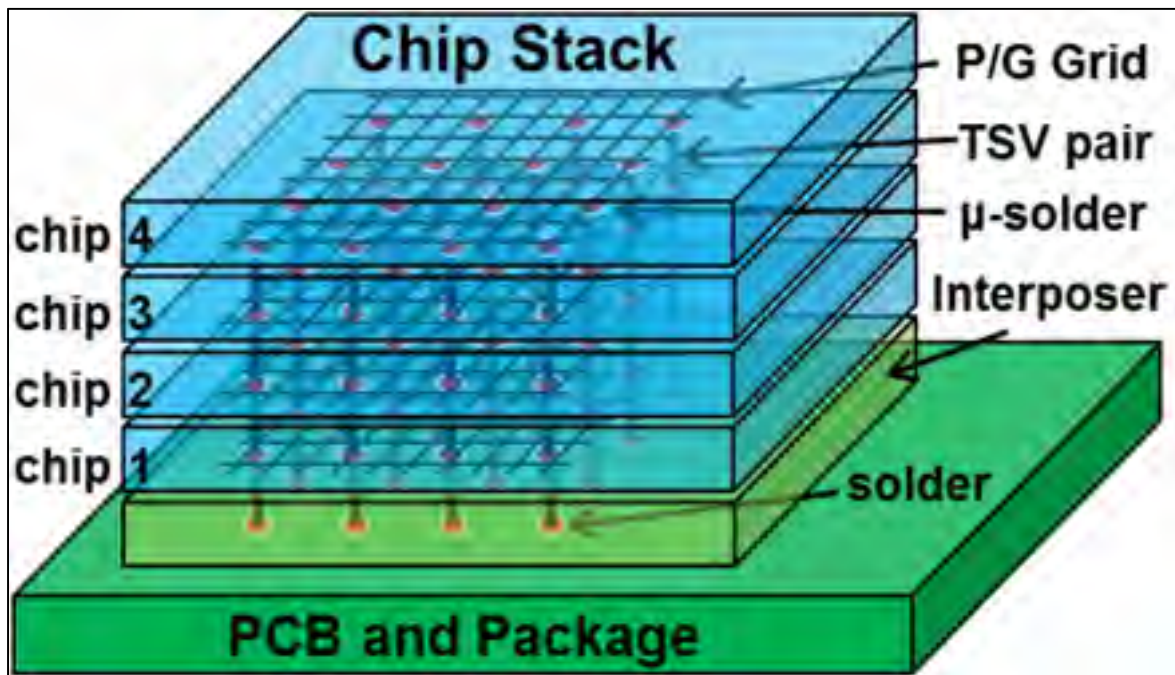 Chip Stack
P/G Grid
TSV pair
µ-solder
Interposer
chip 4
chip 3
chip 2
chip 1
solder
PCB and Package